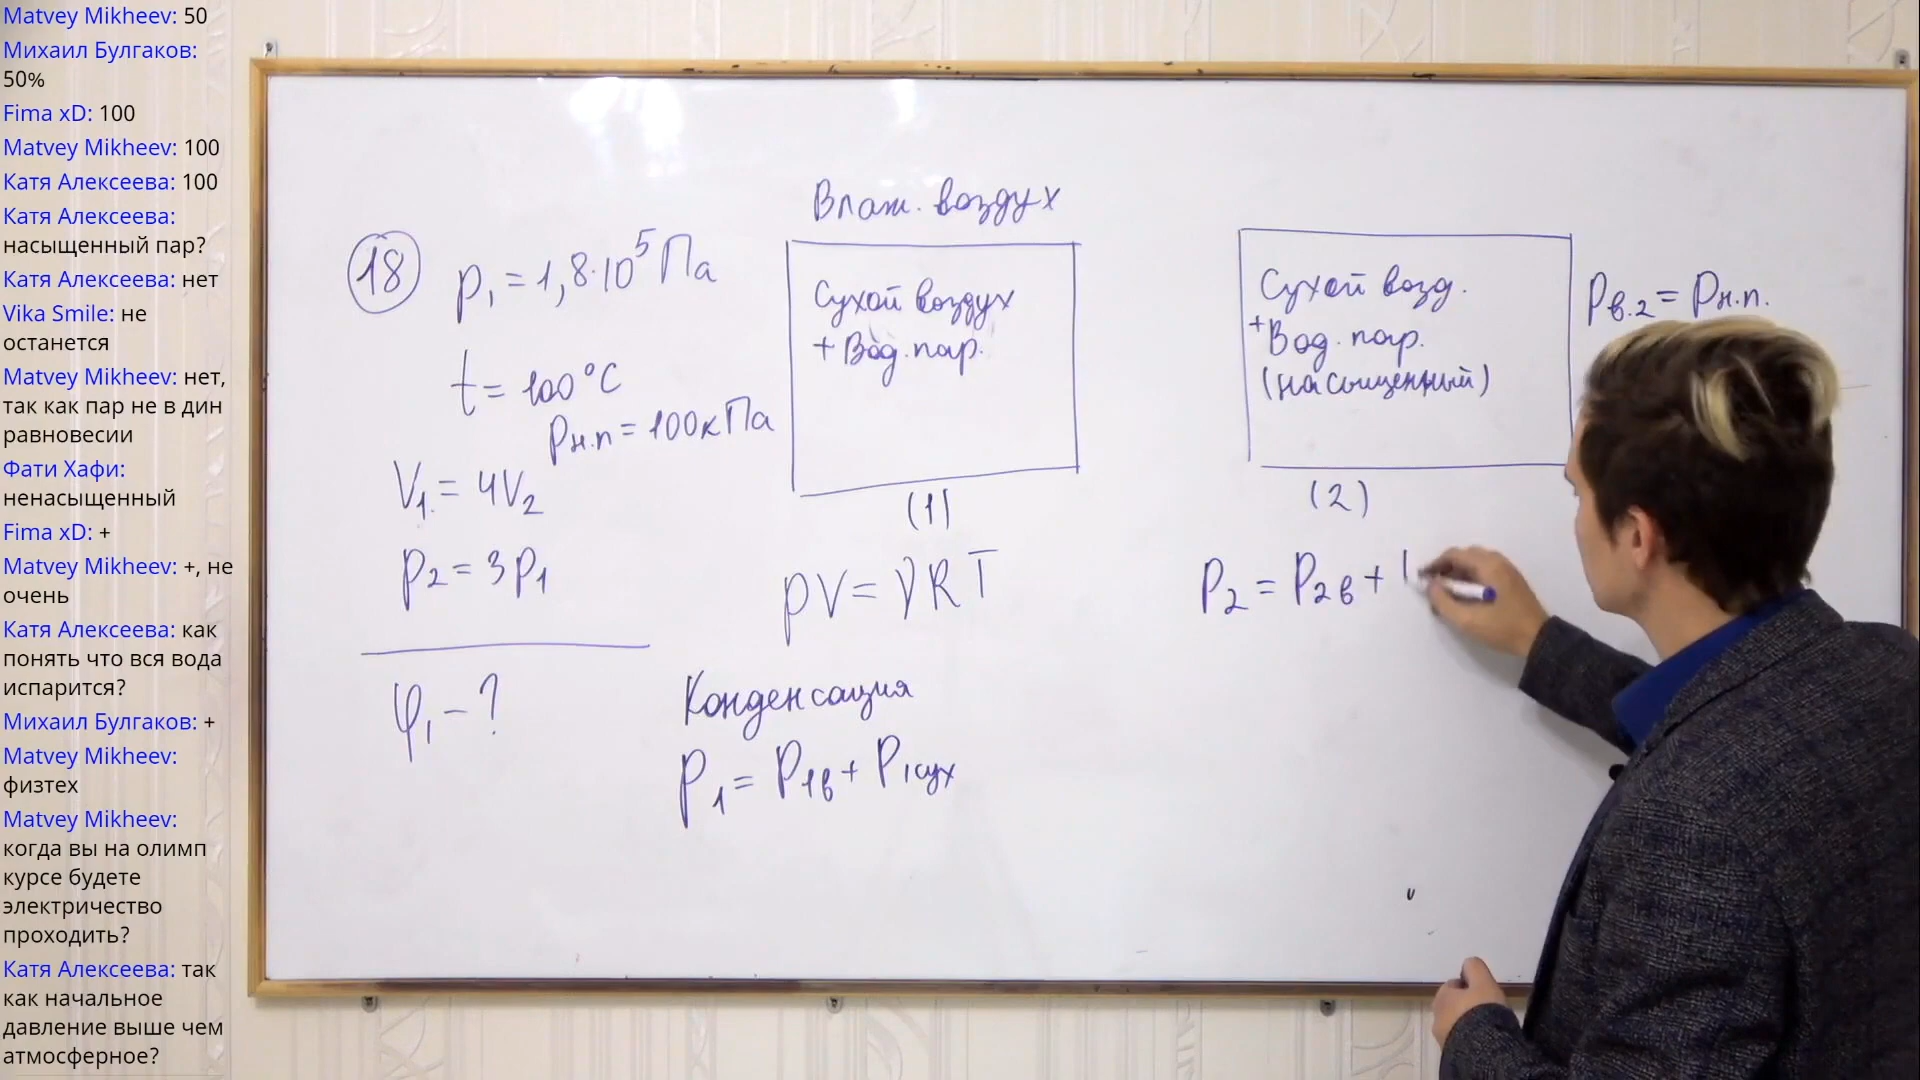 Matvey Mikheev: 50
Михаил Булгаков:
50%
Fima xD: 100
Matvey Mikheev: 100
Катя Алексеева: 100
Катя Алексеева:
насыщенный пар?
Катя Алексеева: нет
Vika Smile: не
останется
Matvey Mikheev: нет,
так как пар не в дин
равновесии
Фати Хафи:
ненасыщенный
Fima xD: +
Matvey Mikheev: +, не
очень
Катя Алексеева: как
понять что вся вода
испарится?
Михаил Булгаков: +
Matvey Mikheev:
физтех
Matvey Mikheev:
когда вы на олимп
курсе будете
электричество
проходить?
Катя Алексеева: так
как начальное
давление выше чем
атмосферное?
18
p₁ = 1,8·10⁵ Па
t = 100°C
Pн.п = 100кПа
V₁ = 4V₂
p₂ = 3p₁
φ₁ – ?
Влаж. воздух
Сухой воздух
+ Вод. пар.
(1)
pV = νRT
Конденсация
P₁ = P₁в + P₁сух
Сухой возд.
+ Вод. пар.
(насыщенный)
(2)
Pв.2 = Pн.п.
P₂ = P₂в +